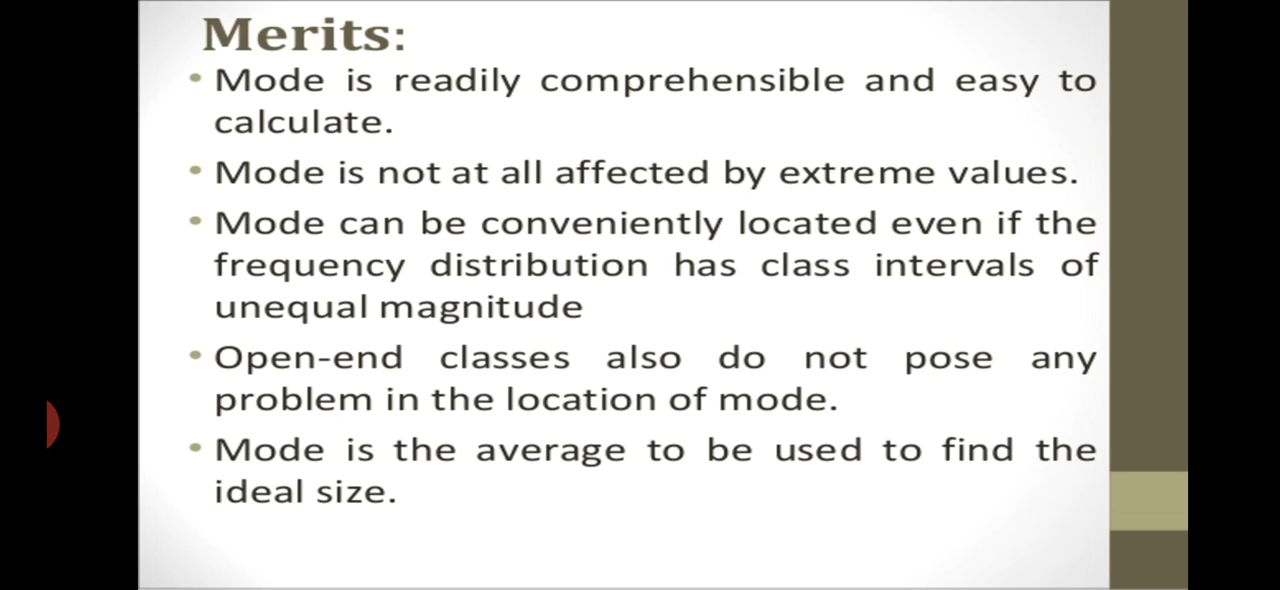 Merits:
• Mode is readily comprehensible and easy to
calculate.
• Mode is not at all affected by extreme values.
• Mode can be conveniently located even if the
frequency distribution has class intervals of
unequal magnitude
• Open-end classes also do not pose any
problem in the location of mode.
• Mode is the average to be used to find the
ideal size.